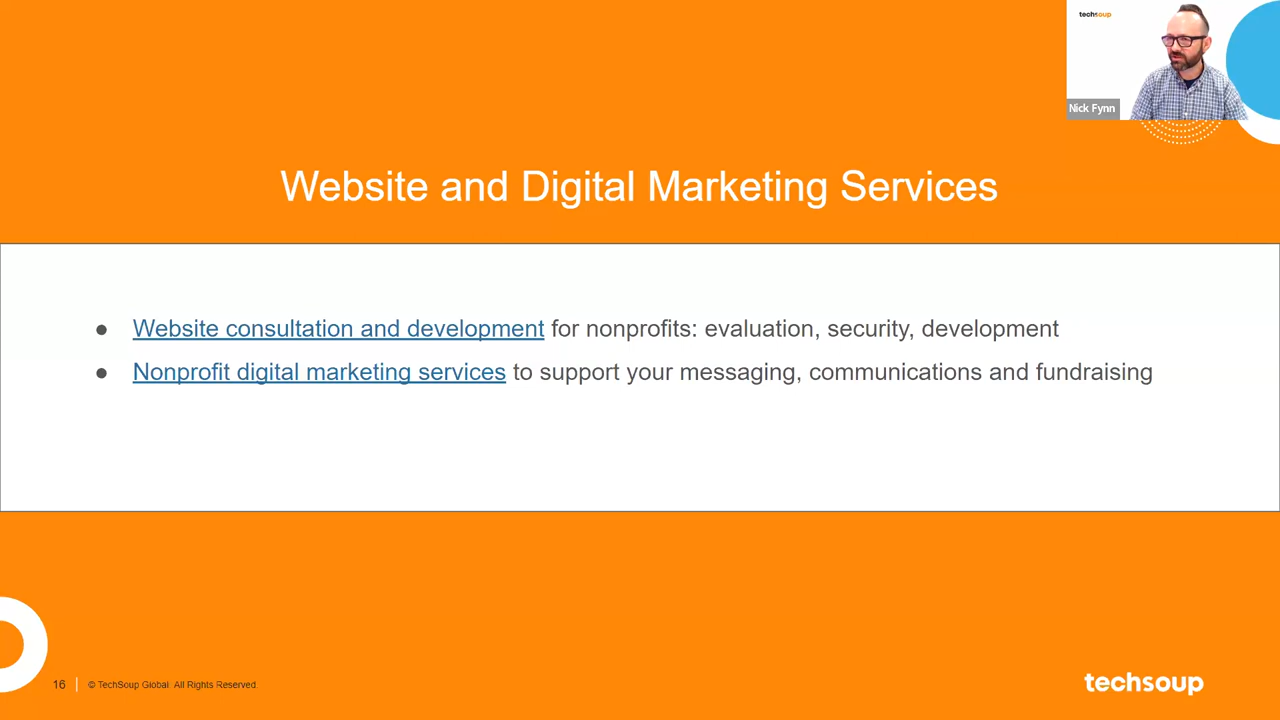 techsoup
Nick Fynn
Website and Digital Marketing Services
● Website consultation and development for nonprofits: evaluation, security, development
● Nonprofit digital marketing services to support your messaging, communications and fundraising
16 | © TechSoup Global. All Rights Reserved.
techsoup